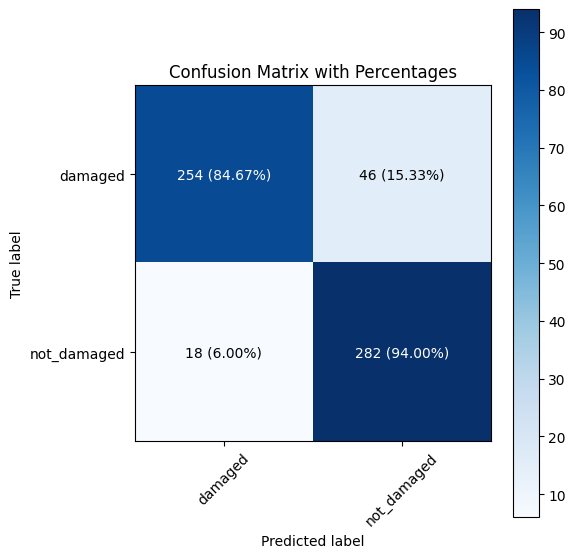 Confusion Matrix with Percentages
True label
damaged
not_damaged
254 (84.67%)
46 (15.33%)
18 (6.00%)
282 (94.00%)
damaged
not_damaged
Predicted label
90
80
70
60
50
40
30
20
10